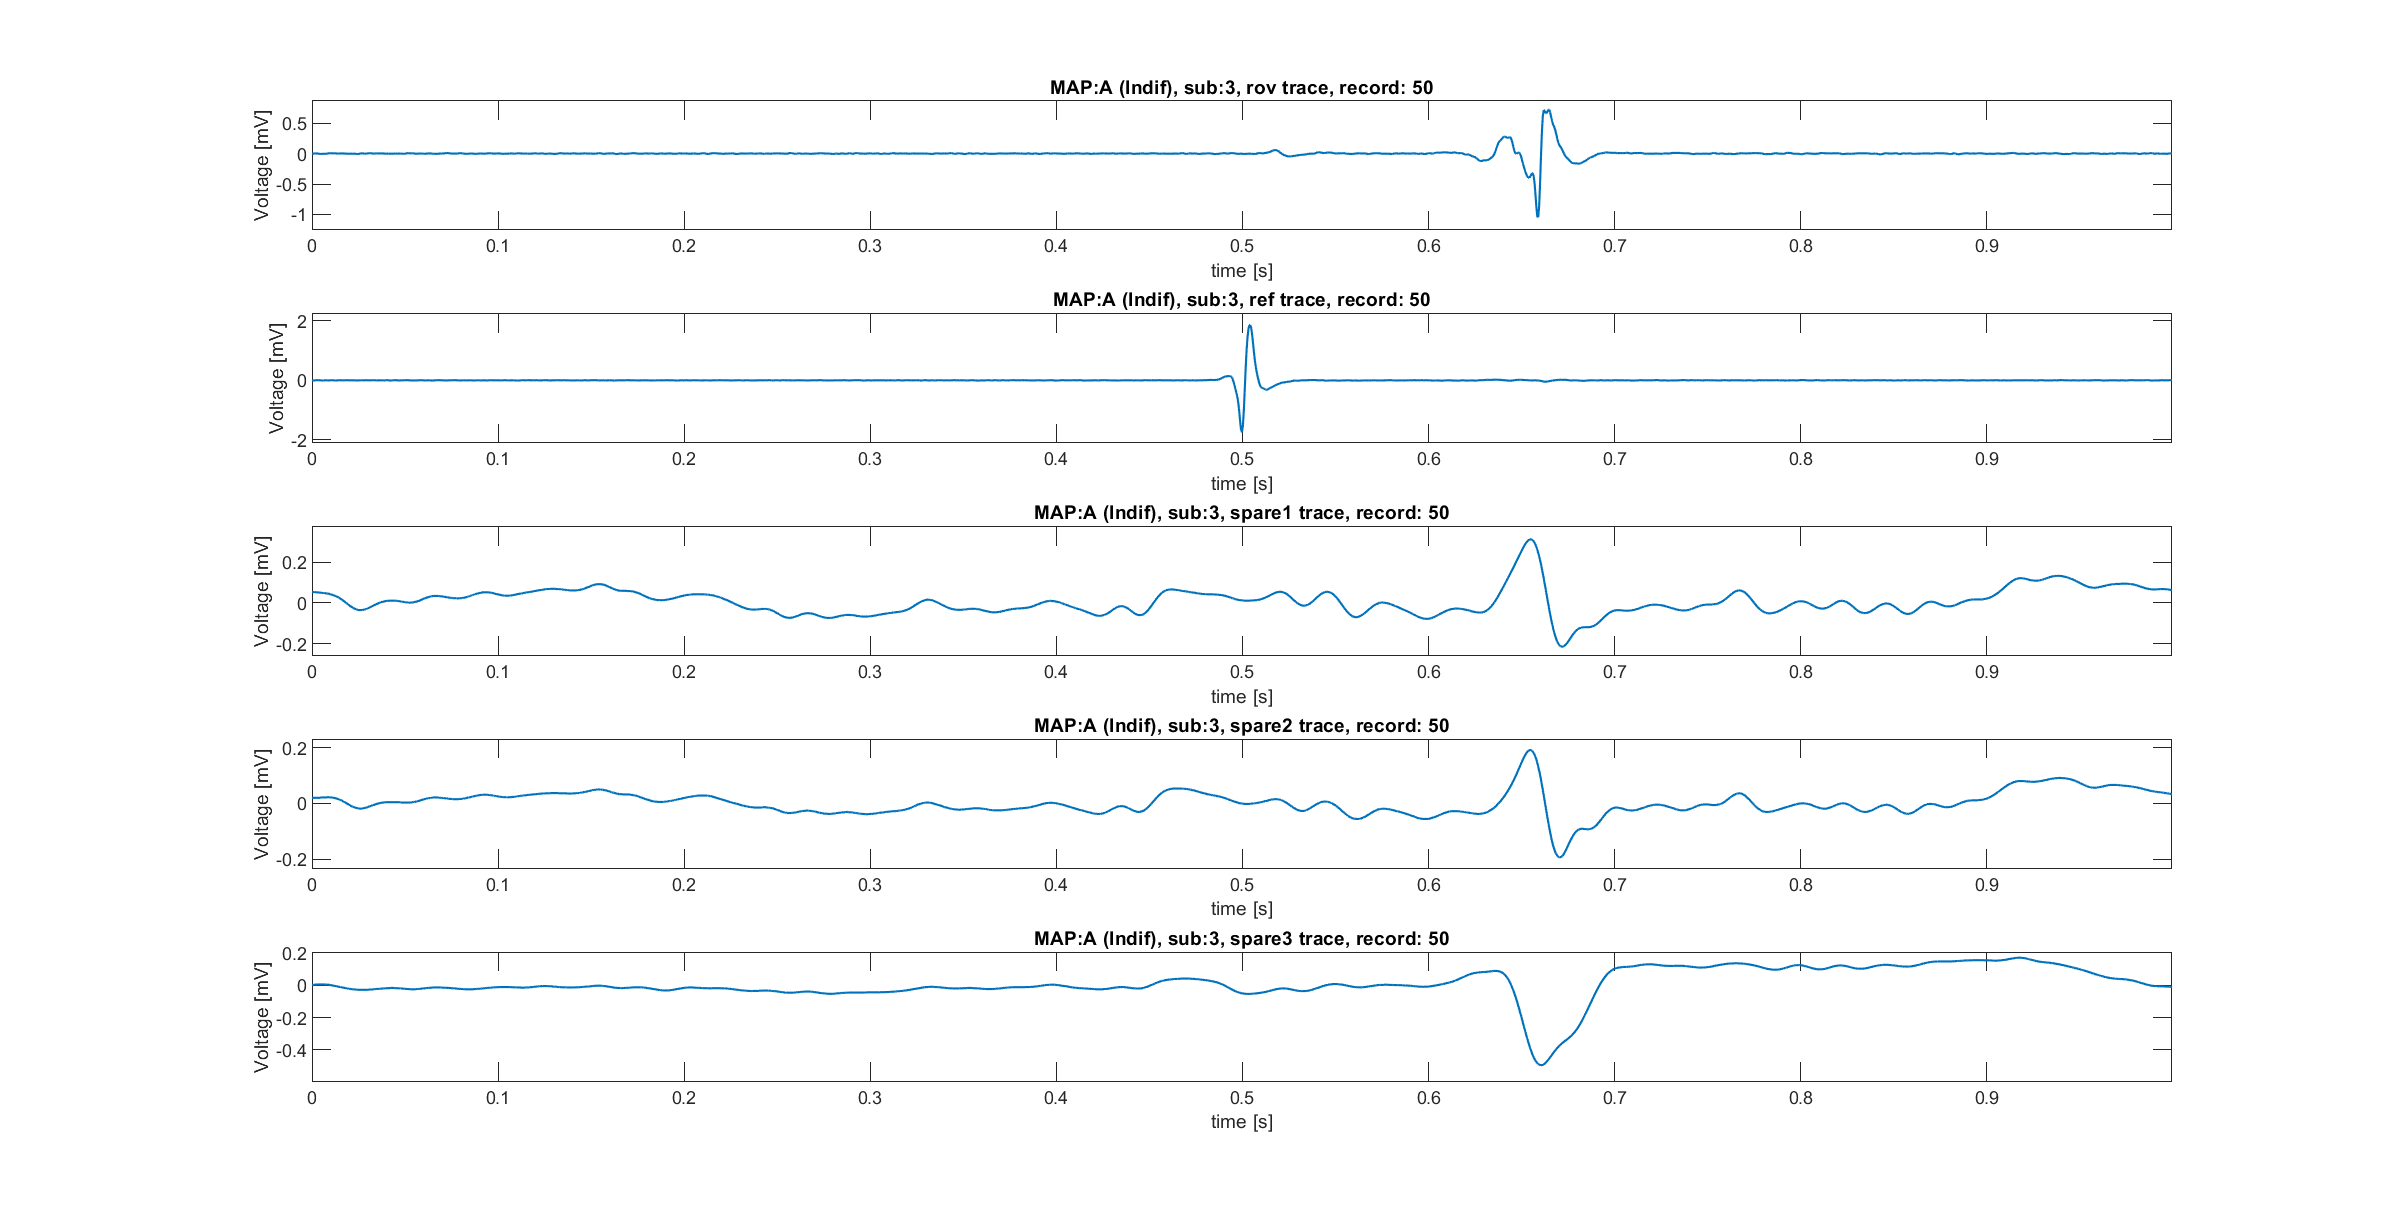 MAP:A (Indif), sub:3, rov trace, record: 50
Voltage [mV]
0.5
0
-0.5
-1
0 0.1 0.2 0.3 0.4 0.5 0.6 0.7 0.8 0.9
time [s]
MAP:A (Indif), sub:3, ref trace, record: 50
Voltage [mV]
2
0
-2
0 0.1 0.2 0.3 0.4 0.5 0.6 0.7 0.8 0.9
time [s]
MAP:A (Indif), sub:3, spare1 trace, record: 50
Voltage [mV]
0.2
0
-0.2
0 0.1 0.2 0.3 0.4 0.5 0.6 0.7 0.8 0.9
time [s]
MAP:A (Indif), sub:3, spare2 trace, record: 50
Voltage [mV]
0.2
0
-0.2
0 0.1 0.2 0.3 0.4 0.5 0.6 0.7 0.8 0.9
time [s]
MAP:A (Indif), sub:3, spare3 trace, record: 50
Voltage [mV]
0.2
0
-0.2
-0.4
0 0.1 0.2 0.3 0.4 0.5 0.6 0.7 0.8 0.9
time [s]